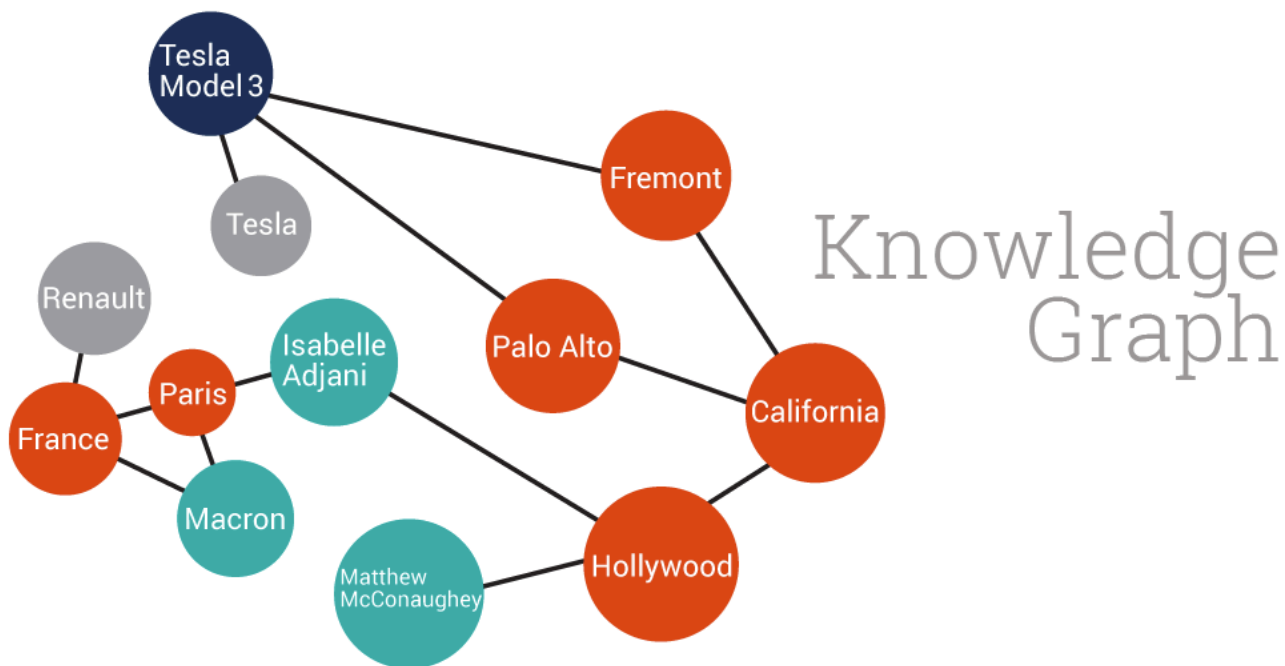 Tesla
Model 3
Fremont
Tesla
Knowledge
Graph
Renault
Isabelle
Adjani
Palo Alto
Paris
California
France
Macron
Hollywood
Matthew
McConaughey